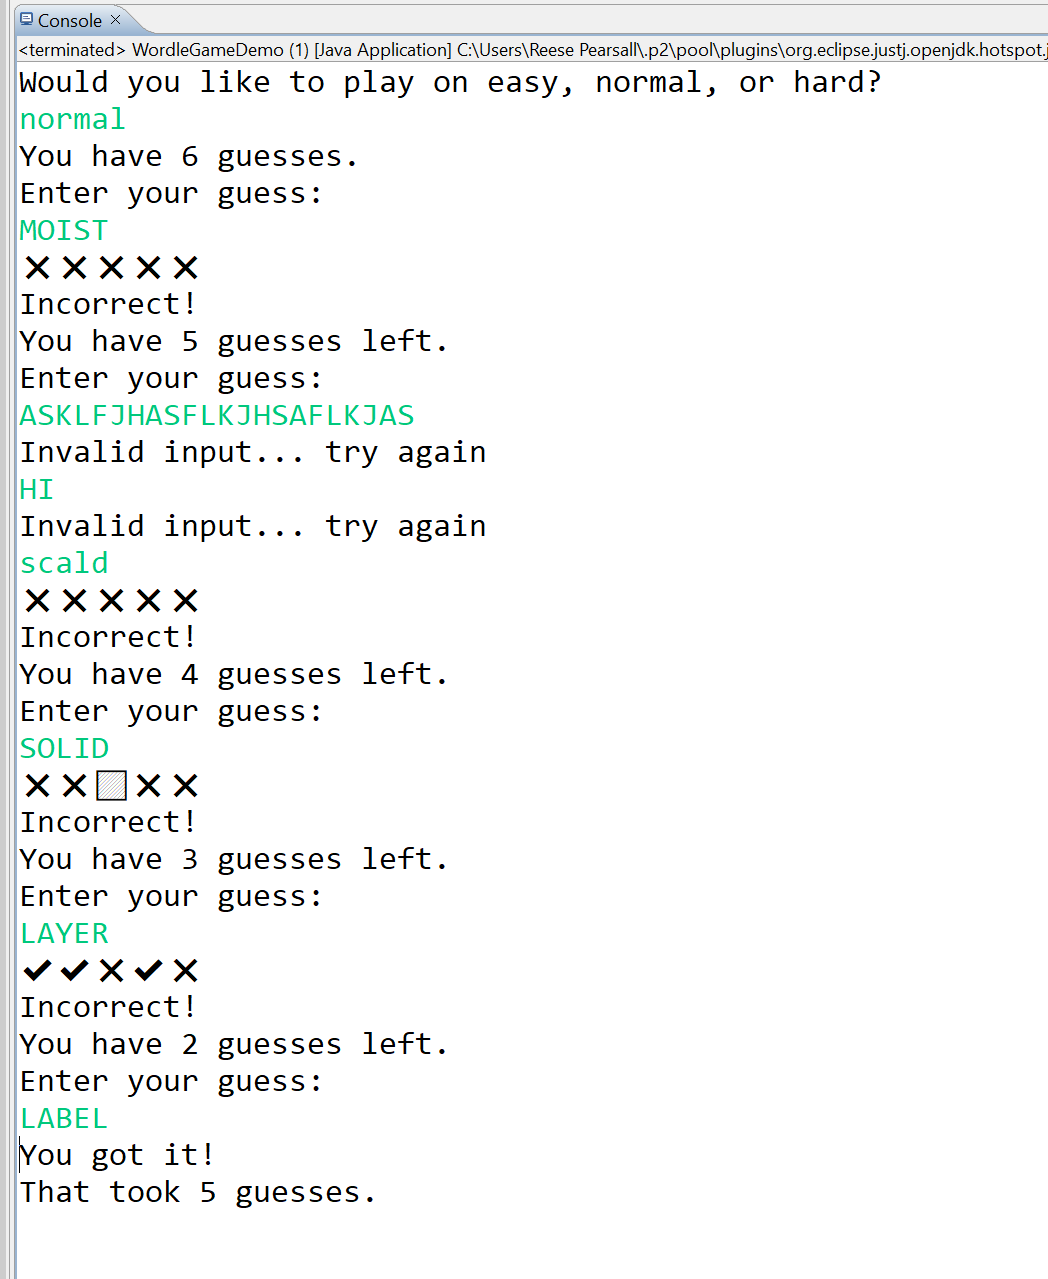 Console ×
<terminated> WordleGameDemo (1) [Java Application] C:\Users\Reese Pearsall\.p2\pool\plugins\org.eclipse.justj.openjdk.hotspot.j
Would you like to play on easy, normal, or hard?
normal
You have 6 guesses.
Enter your guess:
MOIST
❌❌❌❌❌
Incorrect!
You have 5 guesses left.
Enter your guess:
ASKLFJHASFLKJHSAFLKJAS
Invalid input... try again
HI
Invalid input... try again
scald
❌❌❌❌❌
Incorrect!
You have 4 guesses left.
Enter your guess:
SOLID
❌❌🟨❌❌
Incorrect!
You have 3 guesses left.
Enter your guess:
LAYER
✔✔❌✔❌
Incorrect!
You have 2 guesses left.
Enter your guess:
LABEL
You got it!
That took 5 guesses.